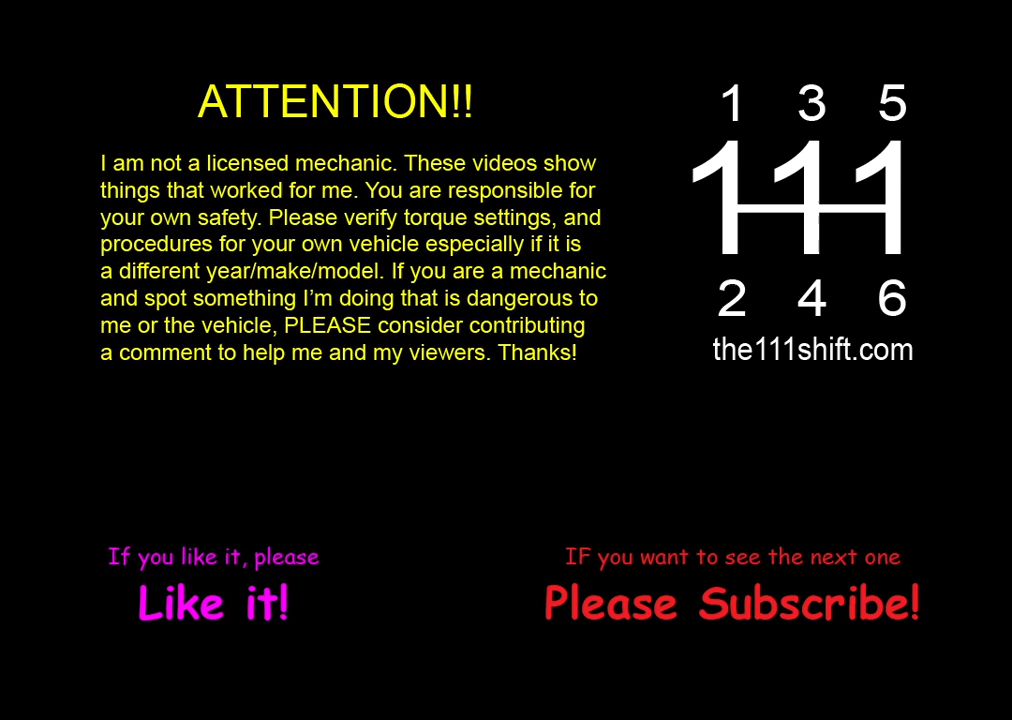 ATTENTION!!
I am not a licensed mechanic. These videos show
things that worked for me. You are responsible for
your own safety. Please verify torque settings, and
procedures for your own vehicle especially if it is
a different year/make/model. If you are a mechanic
and spot something I'm doing that is dangerous to
me or the vehicle, PLEASE consider contributing
a comment to help me and my viewers. Thanks!
1 3 5
111
2 4 6
the111shift.com
If you like it, please
Like it!
IF you want to see the next one
Please Subscribe!